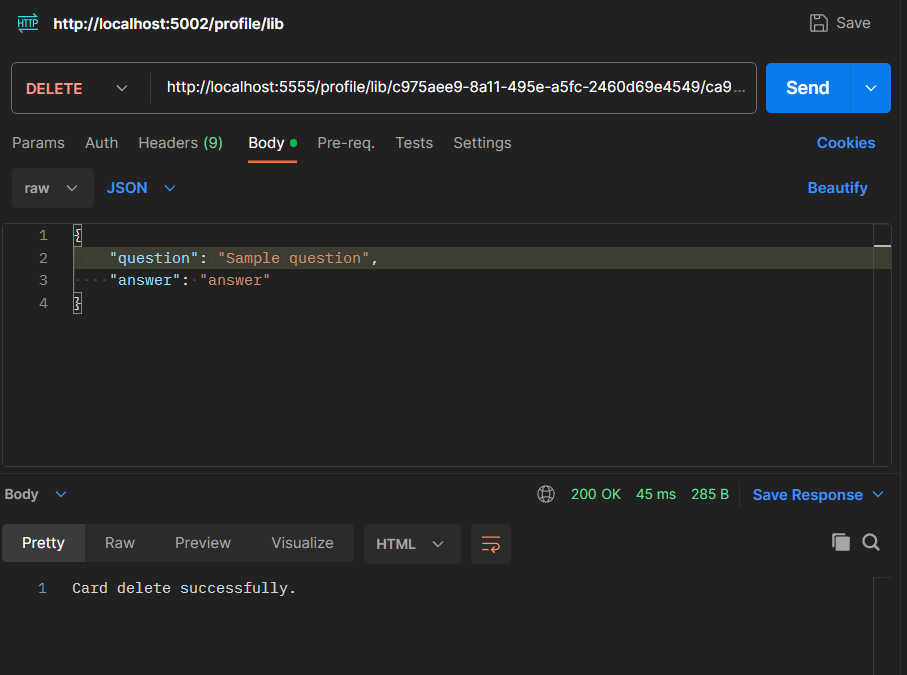 HTTP http://localhost:5002/profile/lib Save
DELETE http://localhost:5555/profile/lib/c975aee9-8a11-495e-a5fc-2460d69e4549/ca9... Send
Params Auth Headers (9) Body Pre-req. Tests Settings Cookies
raw JSON Beautify
1 {
2 "question": "Sample question",
3 "answer": "answer"
4 }
Body 200 OK 45 ms 285 B Save Response
Pretty Raw Preview Visualize HTML
1 Card delete successfully.